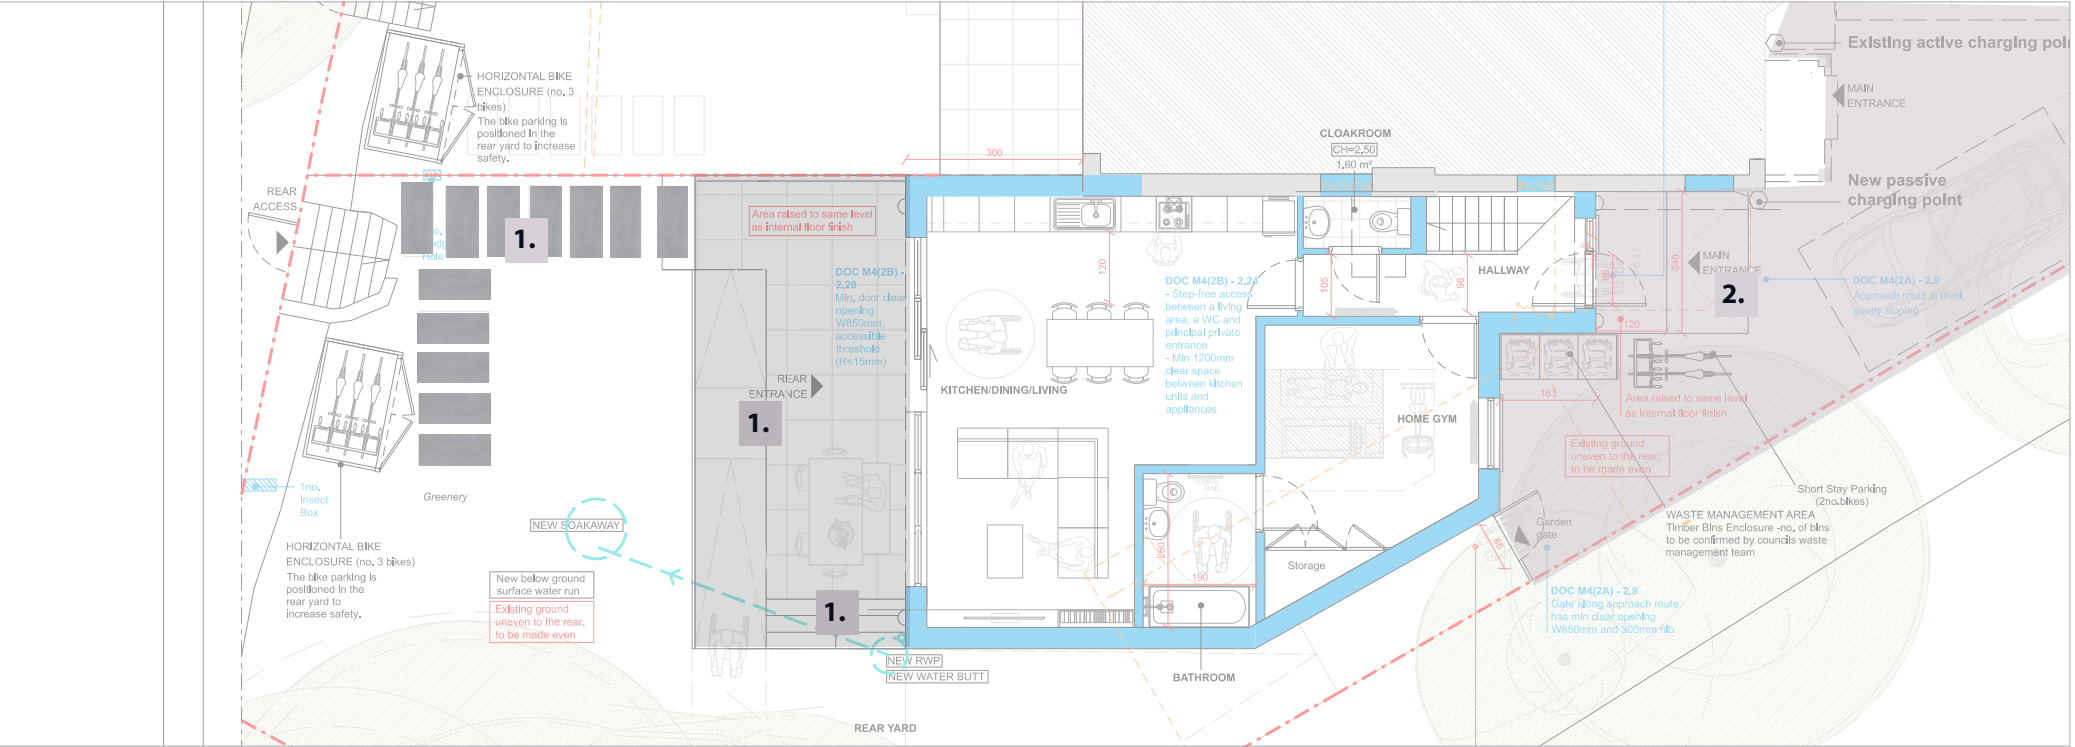 HORIZONTAL BIKE
ENCLOSURE (no. 3
bikes)
The bike parking is
positioned in the
rear yard to increase
safety.
REAR
ACCESS
Hole
1.
300
Area raised to same level
as internal floor finish
DOC M4(2B) -
2.20
Min. door clear
opening
W850mm,
accessible
threshold
(R<15mm)
REAR
ENTRANCE
1.
1.
CLOAKROOM
CH=2.50
1.60 m²
120
DOC M4(2B) - 2.24
- Step-free access
between a living
area, a WC and
principal private
entrance
- Min 1200mm
clear space
between kitchen
units and
appliances
KITCHEN/DINING/LIVING
105
98
HALLWAY
HOME GYM
TOWEL
RAIL
260
190
Storage
BATHROOM
Existing active charging poi
MAIN
ENTRANCE
New passive
charging point
240
MAIN
ENTRANCE
2.
DOC M4(2A) - 2.9
Approach route is level,
gently sloping
120
163
Area raised to same level
as internal floor finish
Existing ground
uneven to the rear,
to be made even
Short Stay Parking
(2no.bikes)
WASTE MANAGEMENT AREA
Timber Bins Enclosure -no. of bins
to be confirmed by councils waste
management team
Garden
gate
85
DOC M4(2A) - 2.9
Gate along approach route
has min clear opening
W850mm and 300mm nib
1no.
Insect
Box
Greenery
HORIZONTAL BIKE
ENCLOSURE (no. 3 bikes)
The bike parking is
positioned in the
rear yard to
increase safety.
NEW SOAKAWAY
New below ground
surface water run
Existing ground
uneven to the rear,
to be made even
NEW RWP
NEW WATER BUTT
REAR YARD